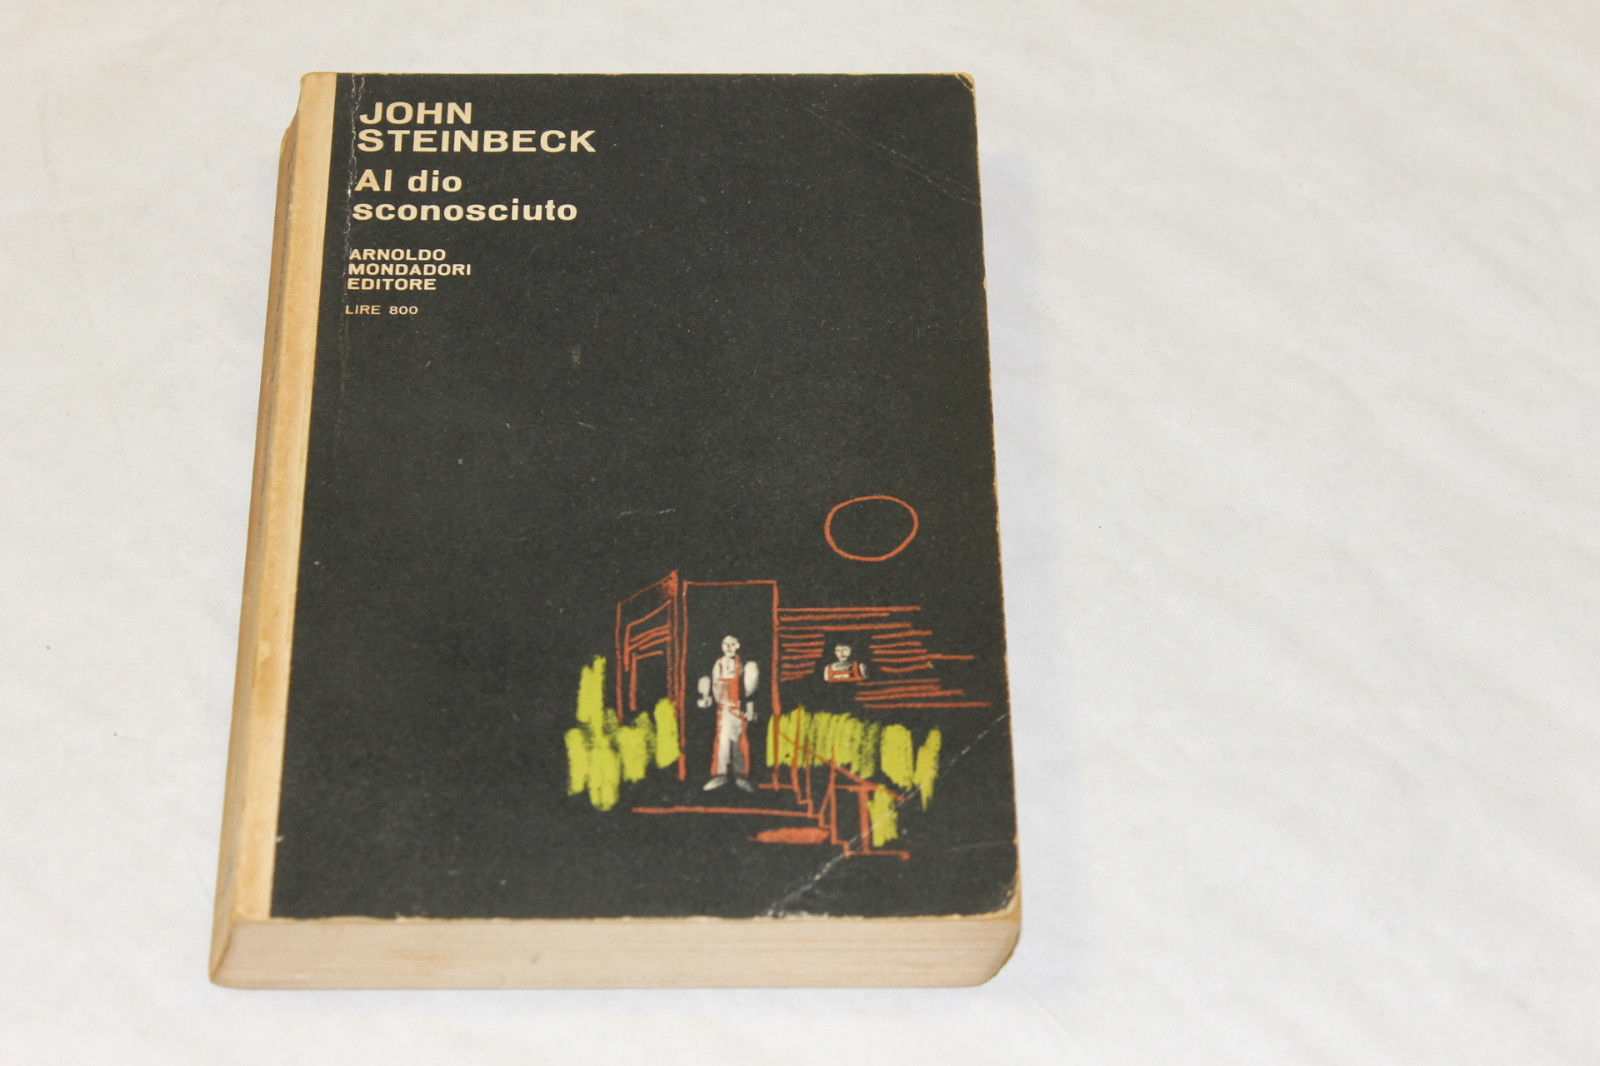 JOHN
STEINBECK
Al dio
sconosciuto
ARNOLDO
MONDADORI
EDITORE
LIRE 800